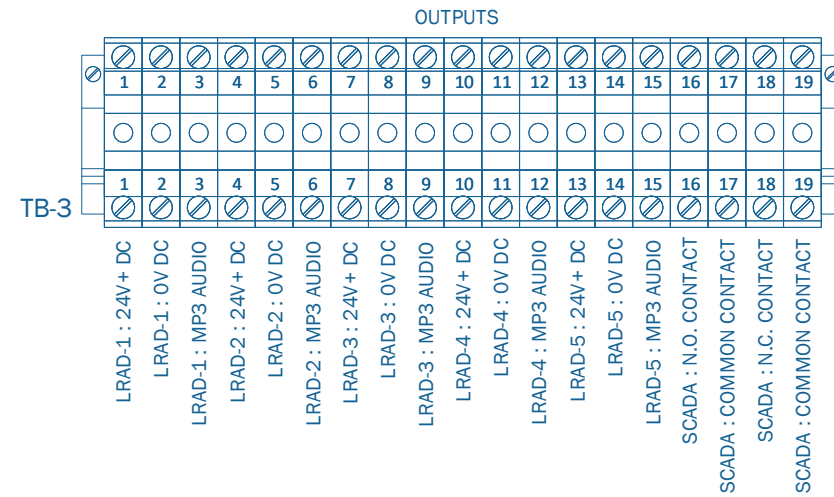 OUTPUTS
1 2 3 4 5 6 7 8 9 10 11 12 13 14 15 16 17 18 19
1 2 3 4 5 6 7 8 9 10 11 12 13 14 15 16 17 18 19
TB-3
LRAD-1 : 24V+ DC
LRAD-1 : 0V DC
LRAD-1 : MP3 AUDIO
LRAD-2 : 24V+ DC
LRAD-2 : 0V DC
LRAD-2 : MP3 AUDIO
LRAD-3 : 24V+ DC
LRAD-3 : 0V DC
LRAD-3 : MP3 AUDIO
LRAD-4 : 24V+ DC
LRAD-4 : 0V DC
LRAD-4 : MP3 AUDIO
LRAD-5 : 24V+ DC
LRAD-5 : 0V DC
LRAD-5 : MP3 AUDIO
SCADA : N.O. CONTACT
SCADA : COMMON CONTACT
SCADA : N.C. CONTACT
SCADA : COMMON CONTACT